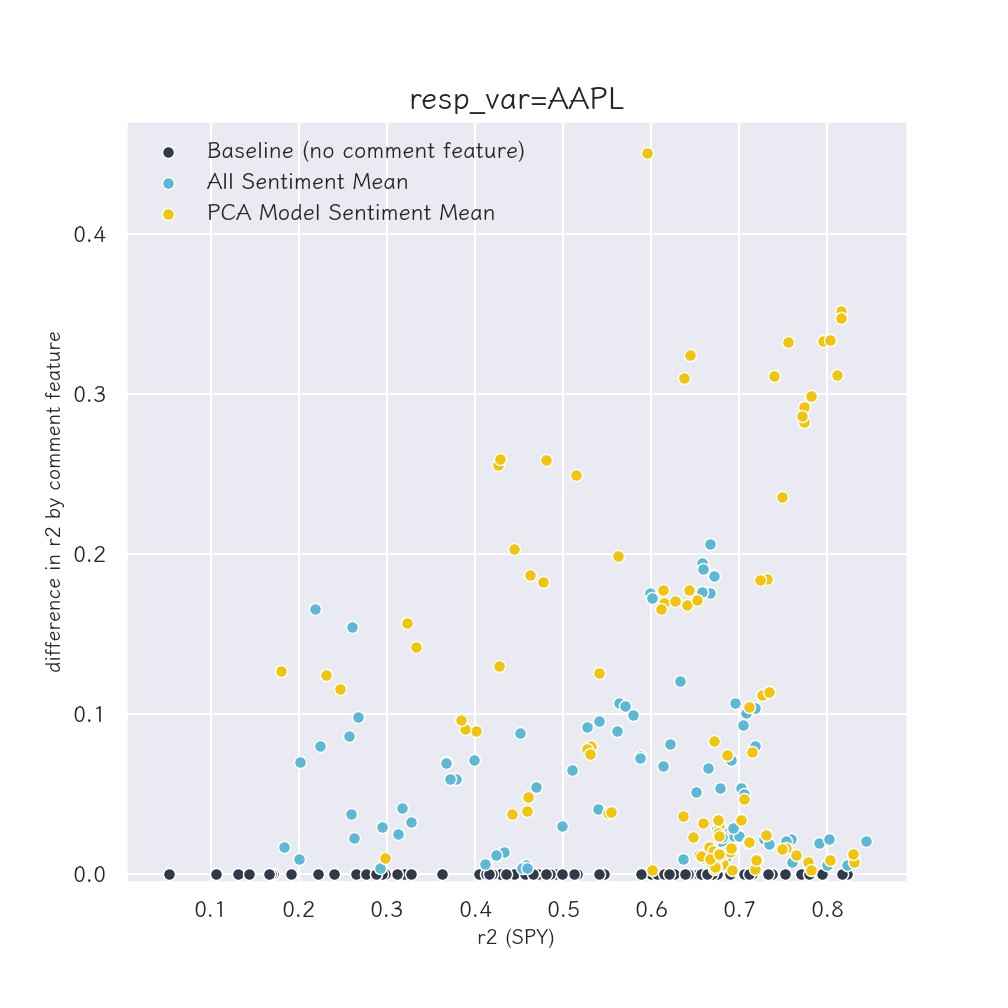 resp_var=AAPL
Baseline (no comment feature)
All Sentiment Mean
PCA Model Sentiment Mean
difference in r2 by comment feature
0.4
0.3
0.2
0.1
0.0
0.1 0.2 0.3 0.4 0.5 0.6 0.7 0.8
r2 (SPY)